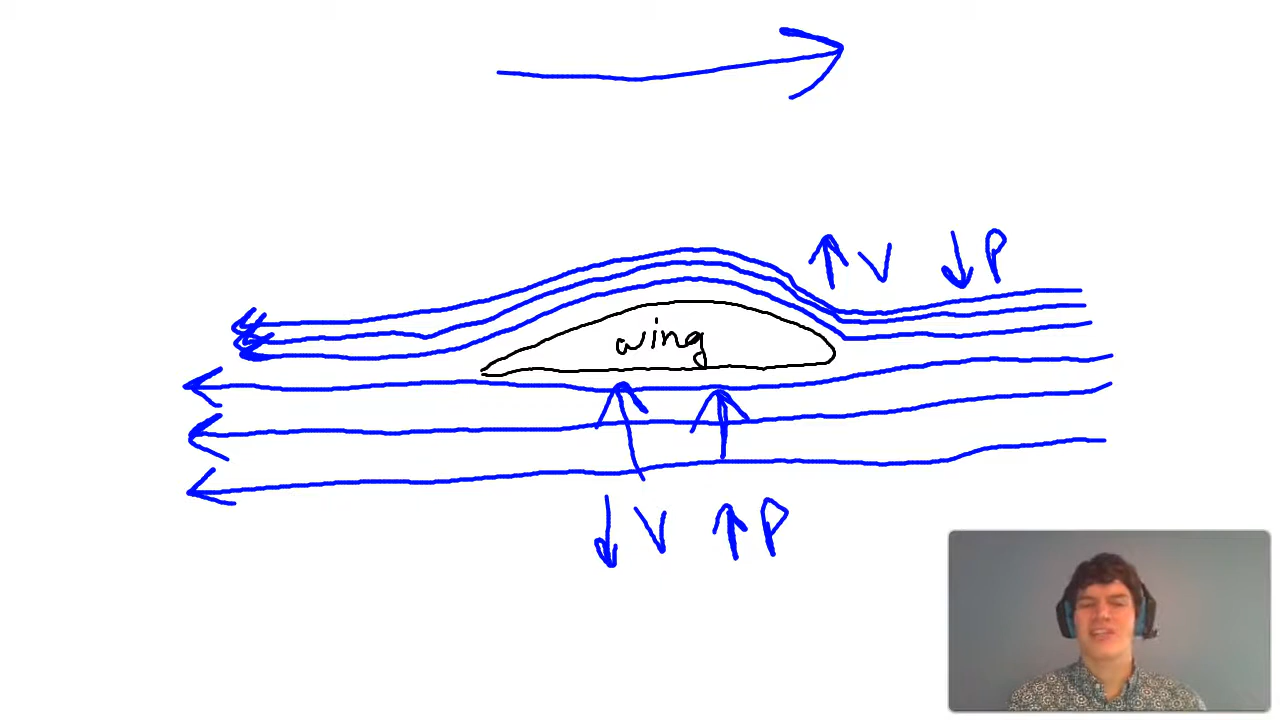 ↑ V ↓ P
wing
↓ V ↑ P